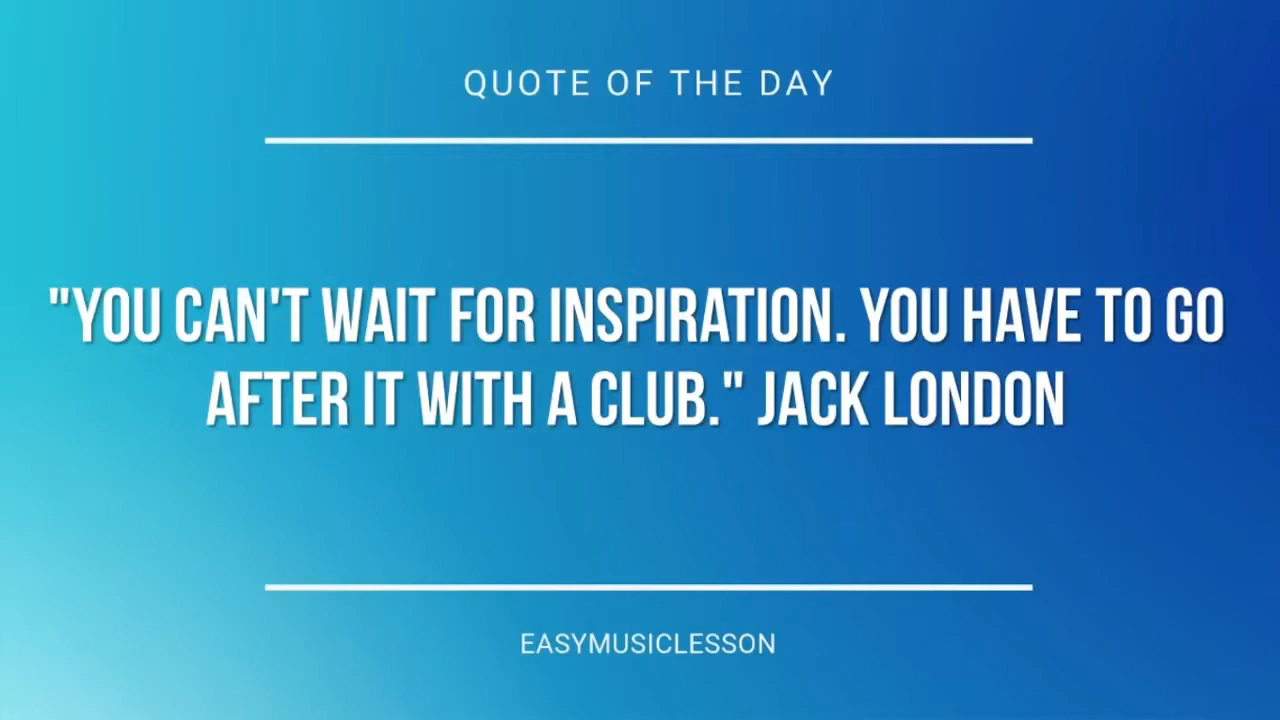 QUOTE OF THE DAY
"YOU CAN'T WAIT FOR INSPIRATION. YOU HAVE TO GO
AFTER IT WITH A CLUB." JACK LONDON
EASYMUSICLESSON